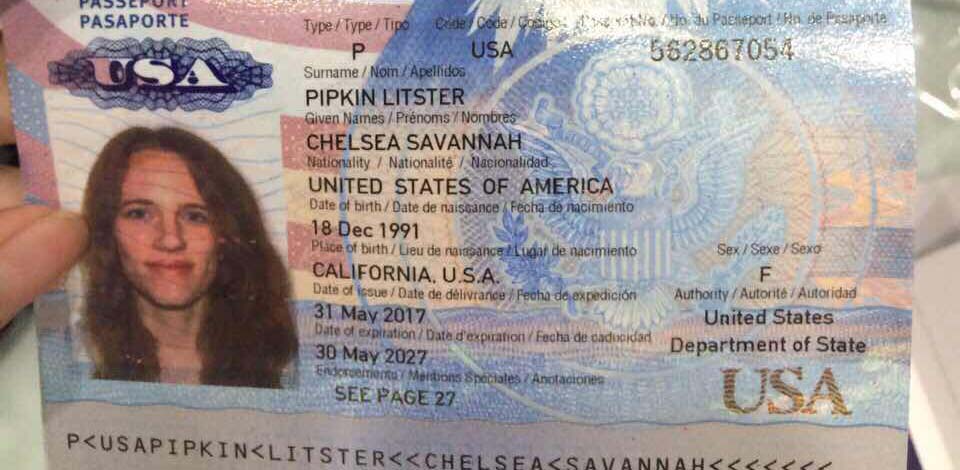 PASSEPORT
PASAPORTE
USA
Type / Type / Tipo Code / Code / Código Passport No. / No. du Passeport / No. de Pasaporte
P USA 562867054
Surname / Nom / Apellidos
PIPKIN LITSTER
Given Names / Prénoms / Nombres
CHELSEA SAVANNAH
Nationality / Nationalité / Nacionalidad
UNITED STATES OF AMERICA
Date of birth / Date de naissance / Fecha de nacimiento
18 Dec 1991
Place of birth / Lieu de naissance / Lugar de nacimiento Sex / Sexe / Sexo
CALIFORNIA, U.S.A. F
Date of issue / Date de délivrance / Fecha de expedición Authority / Autorité / Autoridad
31 May 2017 United States
Date of expiration / Date d'expiration / Fecha de caducidad Department of State
30 May 2027
Endorsements / Mentions Spéciales / Anotaciones
SEE PAGE 27 USA
P<USAPIPKIN<LITSTER<<CHELSEA<SAVANNAH<<<<<<<